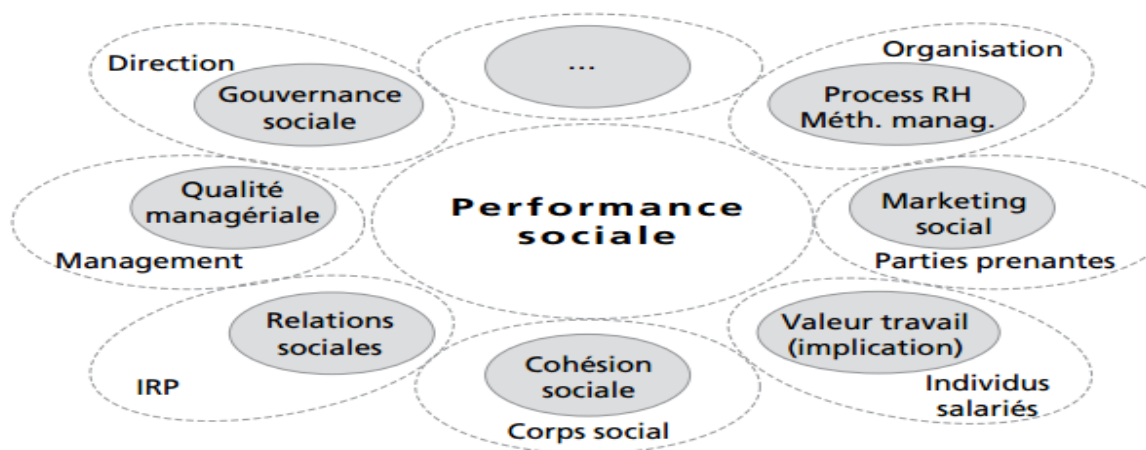 Direction
Gouvernance
sociale
...
Organisation
Process RH
Méth. manag.
Qualité
managériale
Management
Performance
sociale
Marketing
social
Parties prenantes
Relations
sociales
IRP
Cohésion
sociale
Corps social
Valeur travail
(implication)
Individus
salariés